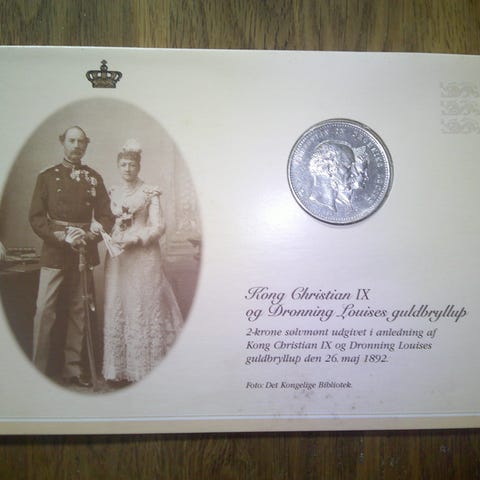 Kong Christian IX
og Dronning Louises guldbryllup
2-krone sølvmønt udgivet i anledning af
Kong Christian IX og Dronning Louises
guldbryllup den 26. maj 1892.
Foto: Det Kongelige Bibliotek.